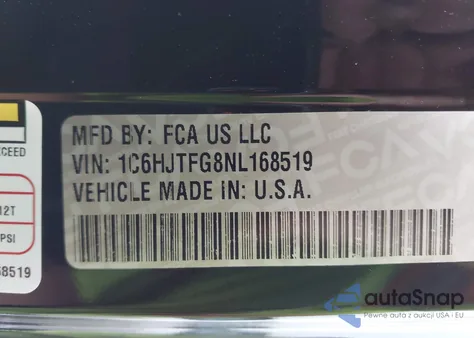 XCEED
12T
PSI
68519
MFD BY: FCA US LLC
VIN: 1C6HJTFG8NL168519
VEHICLE MADE IN: U.S.A.
autoSnap
Pewne auta z aukcji USA i EU